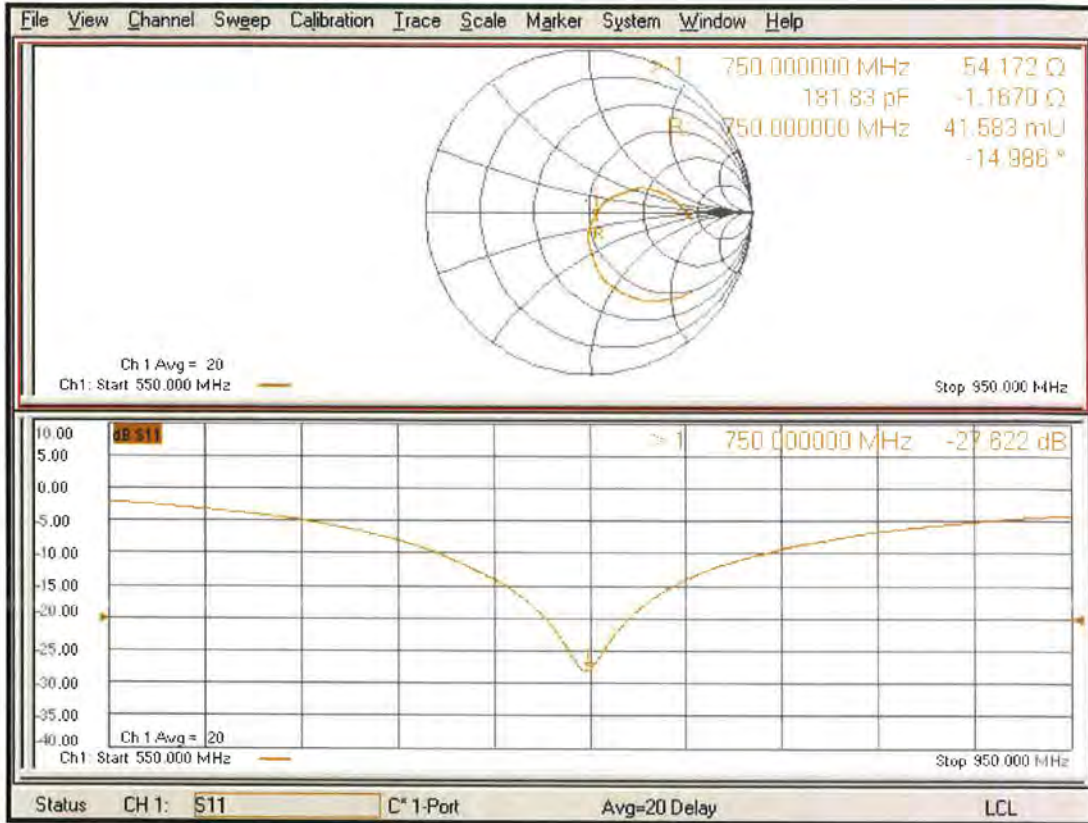 File View Channel Sweep Calibration Trace Scale Marker System Window Help
> 1 750.000000 MHz 54.172 Ω
181.83 pF -1.1670 Ω
R: 750.000000 MHz 41.583 mU
-14.986 °
1
R
Ch 1 Avg = 20
Ch1: Start 550.000 MHz
Stop 950.000 MHz
dB S11
> 1 750.000000 MHz -27.622 dB
10.00
5.00
0.00
-5.00
-10.00
-15.00
-20.00
-25.00
-30.00
-35.00
-40.00
1
Ch 1 Avg = 20
Ch1: Start 550.000 MHz
Stop 950.000 MHz
Status CH 1: S11 C* 1-Port Avg=20 Delay LCL